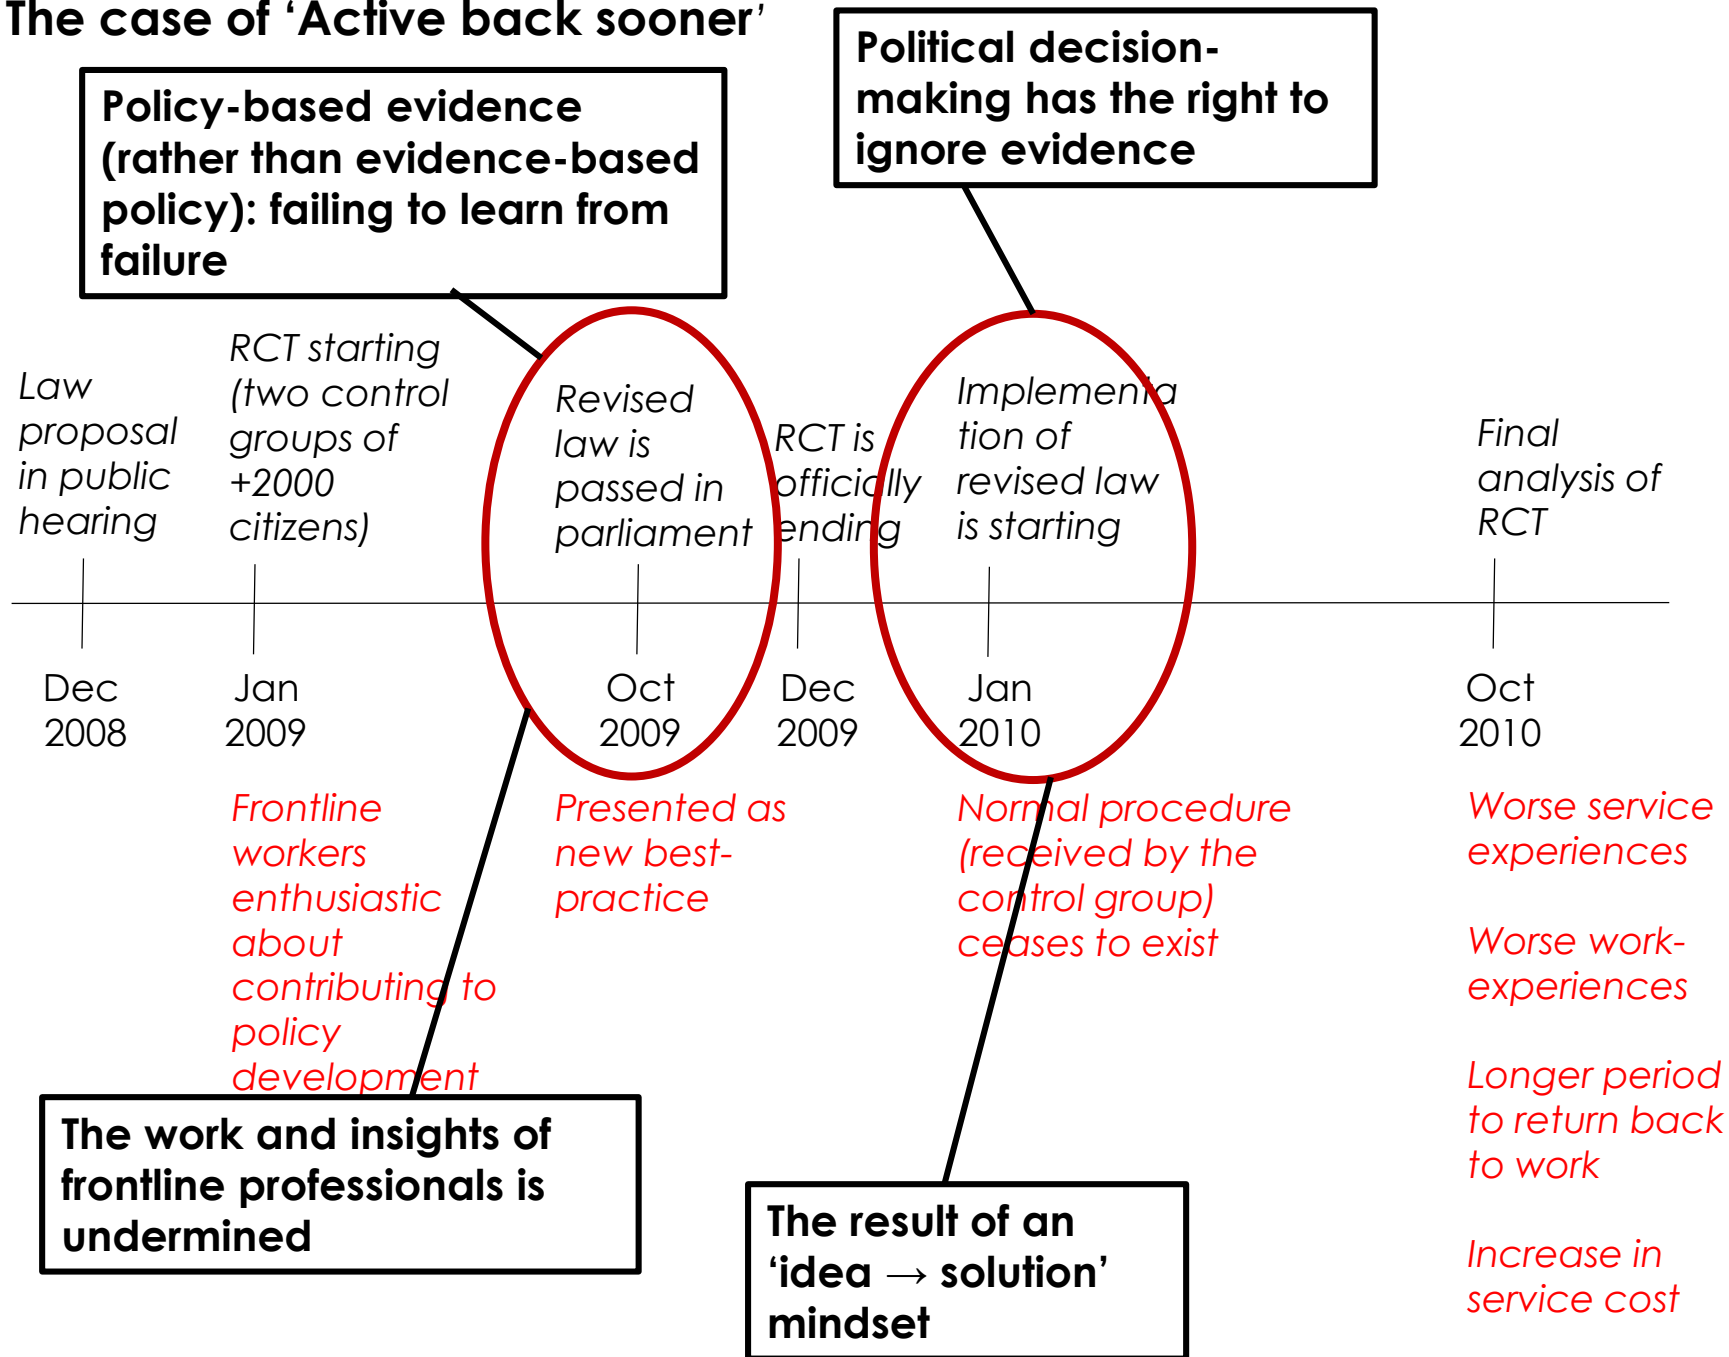 The case of ‘Active back sooner’
Policy-based evidence
(rather than evidence-based
policy): failing to learn from
failure
Political decision-
making has the right to
ignore evidence
Law
proposal
in public
hearing
RCT starting
(two control
groups of
+2000
citizens)
Revised
law is
passed in
parliament
RCT is
officially
ending
Implementa
tion of
revised law
is starting
Final
analysis of
RCT
Dec
2008
Jan
2009
Oct
2009
Dec
2009
Jan
2010
Oct
2010
Frontline
workers
enthusiastic
about
contributing to
policy
development
Presented as
new best-
practice
Normal procedure
(received by the
control group)
ceases to exist
Worse service
experiences
Worse work-
experiences
Longer period
to return back
to work
Increase in
service cost
The work and insights of
frontline professionals is
undermined
The result of an
‘idea → solution’
mindset